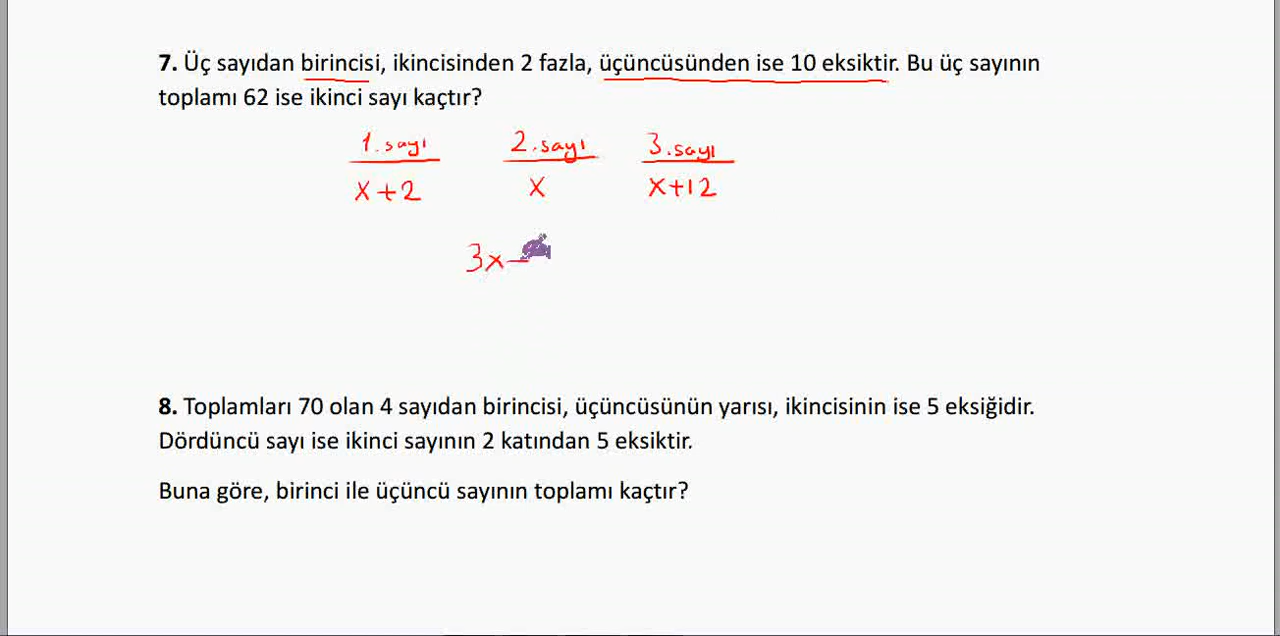 7. Üç sayıdan birincisi, ikincisinden 2 fazla, üçüncüsünden ise 10 eksiktir. Bu üç sayının
toplamı 62 ise ikinci sayı kaçtır?
1.sayı 2.sayı 3.sayı
x+2 x x+12
3x-
8. Toplamları 70 olan 4 sayıdan birincisi, üçüncüsünün yarısı, ikincisinin ise 5 eksiğidir.
Dördüncü sayı ise ikinci sayının 2 katından 5 eksiktir.
Buna göre, birinci ile üçüncü sayının toplamı kaçtır?